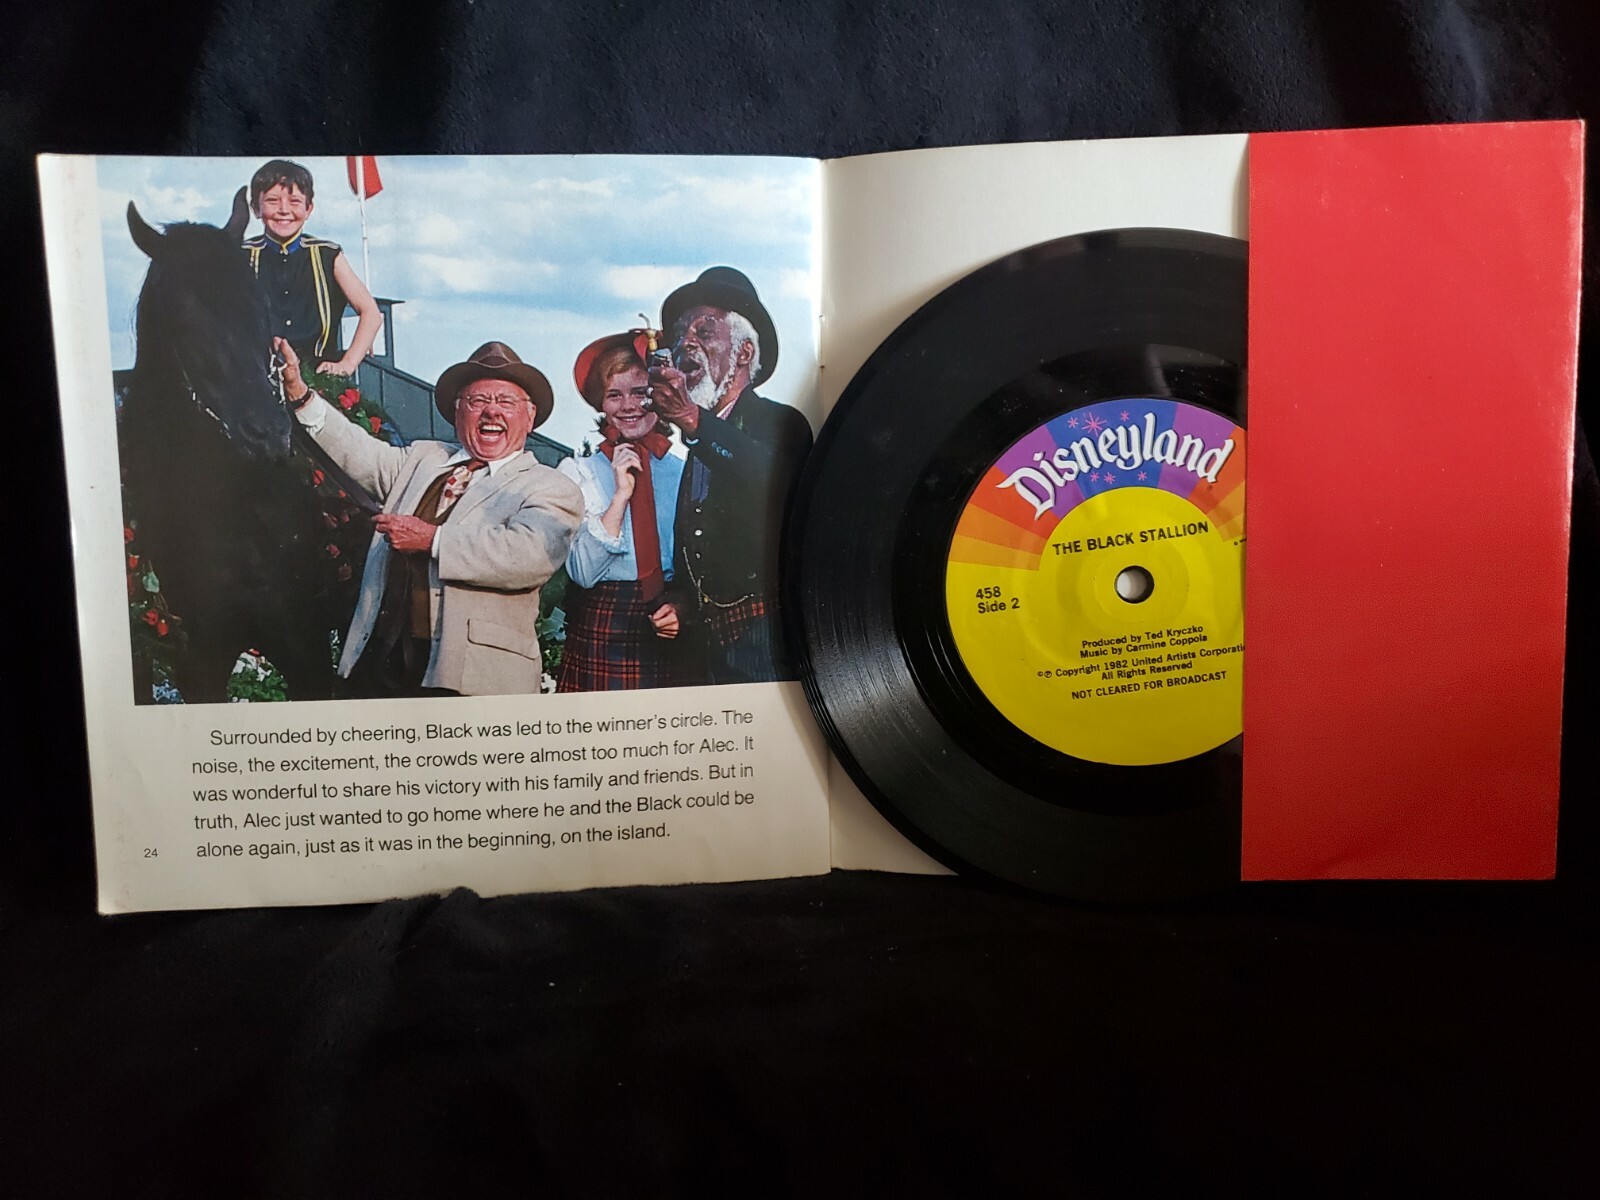 Surrounded by cheering, Black was led to the winner's circle. The
noise, the excitement, the crowds were almost too much for Alec. It
was wonderful to share his victory with his family and friends. But in
truth, Alec just wanted to go home where he and the Black could be
alone again, just as it was in the beginning, on the island.
24
Disneyland
THE BLACK STALLION
458
Side 2
Produced by Ted Kryczko
Music by Carmine Coppola
©℗ Copyright 1982 United Artists Corporati
All Rights Reserved
NOT CLEARED FOR BROADCAST